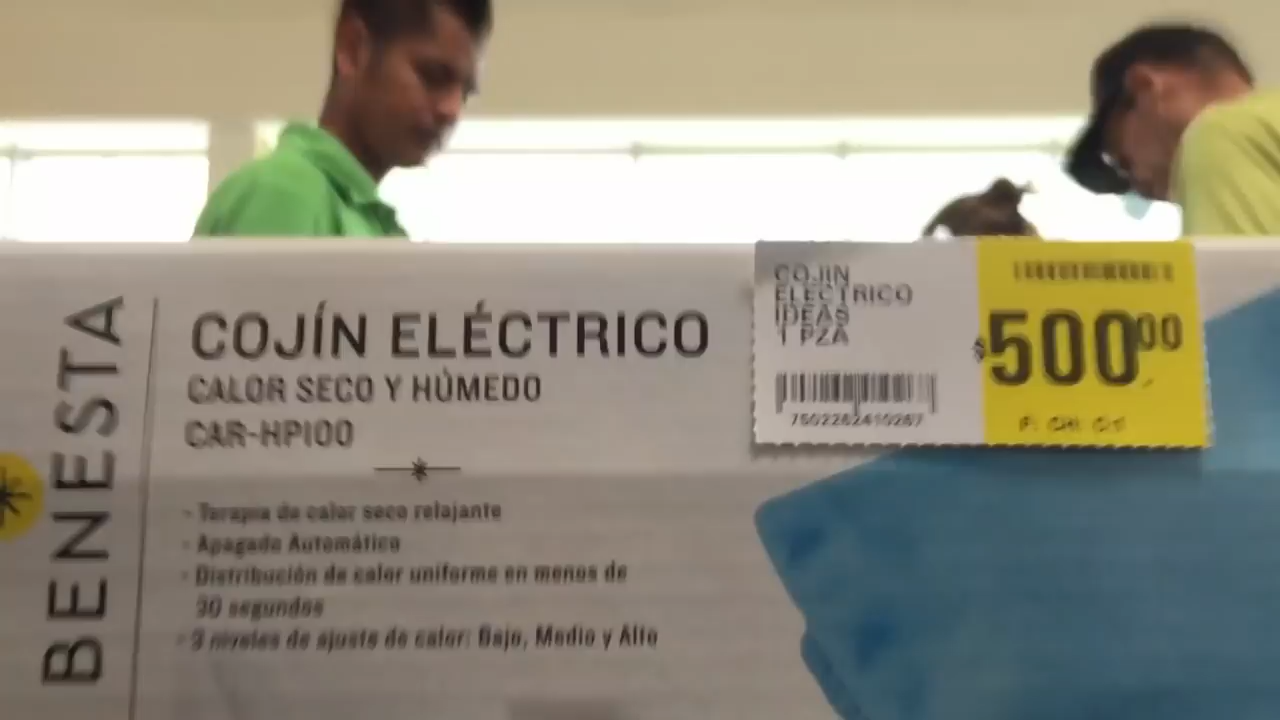 BENESTA
COJÍN ELÉCTRICO
CALOR SECO Y HÚMEDO
CAR-HP100
- Terapia de calor seco relajante
- Apagado Automático
- Distribución de calor uniforme en menos de
30 segundos
- 3 niveles de ajuste de calor: Bajo, Medio y Alto
COJIN
ELECTRICO
IDEAS
1 PZA
7502262410267
$500.00